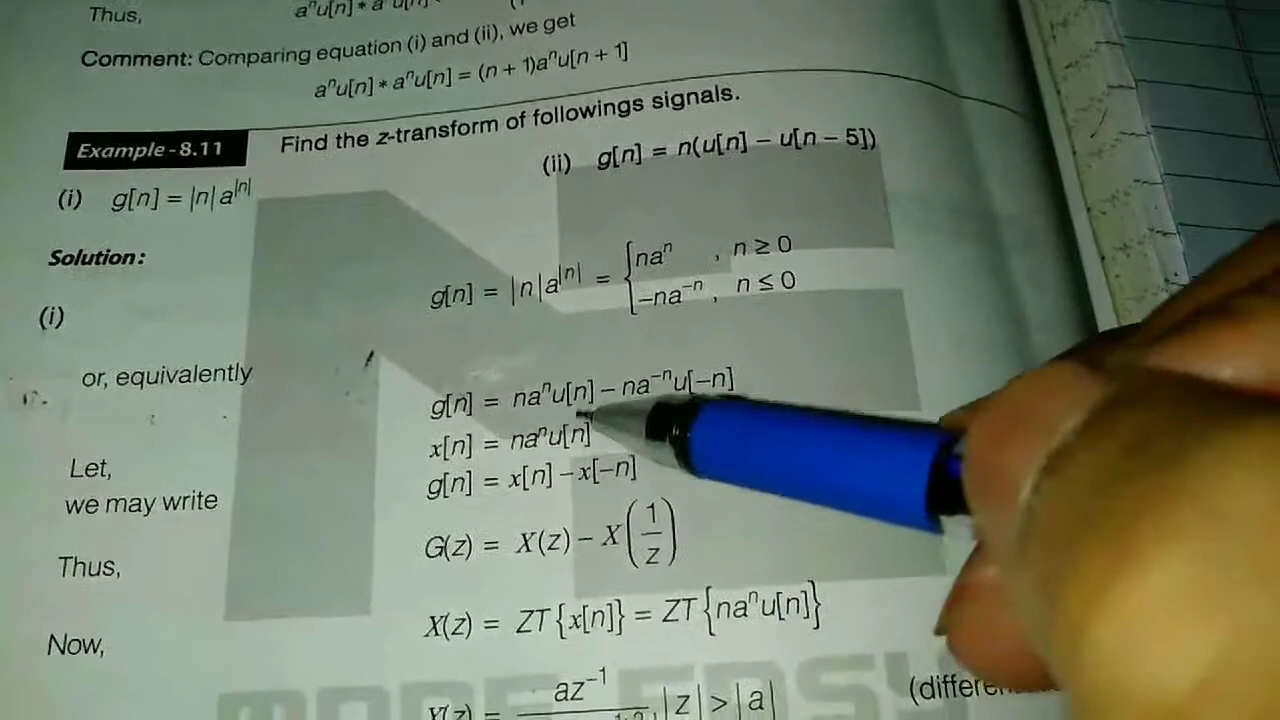 Thus,
aⁿu[n] * aⁿu[n]
Comment: Comparing equation (i) and (ii), we get
aⁿu[n] * aⁿu[n] = (n + 1)aⁿu[n + 1]
Example - 8.11 Find the z-transform of followings signals.
(i) g[n] = |n| a^|n| (ii) g[n] = n(u[n] – u[n – 5])
Solution:
(i) g[n] = |n| a^|n| = { naⁿ , n ≥ 0
–na⁻ⁿ , n ≤ 0
or, equivalently g[n] = naⁿu[n] – na⁻ⁿu[–n]
Let, x[n] = naⁿu[n]
we may write g[n] = x[n] – x[–n]
Thus, G(z) = X(z) – X(1/z)
Now, X(z) = ZT{x[n]} = ZT{naⁿu[n]}
X(z) = az⁻¹ , |z| > |a|